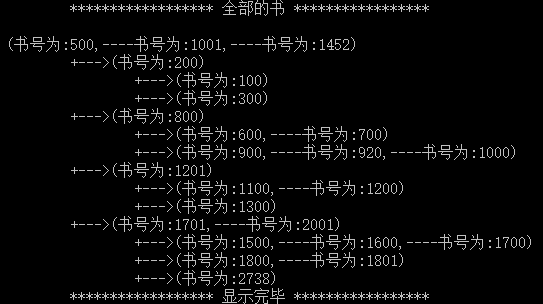 ****************** 全部的书 *****************
(书号为:500,----书号为:1001,----书号为:1452)
+--->(书号为:200)
+--->(书号为:100)
+--->(书号为:300)
+--->(书号为:800)
+--->(书号为:600,----书号为:700)
+--->(书号为:900,----书号为:920,----书号为:1000)
+--->(书号为:1201)
+--->(书号为:1100,----书号为:1200)
+--->(书号为:1300)
+--->(书号为:1701,----书号为:2001)
+--->(书号为:1500,----书号为:1600,----书号为:1700)
+--->(书号为:1800,----书号为:1801)
+--->(书号为:2738)
****************** 显示完毕 *****************